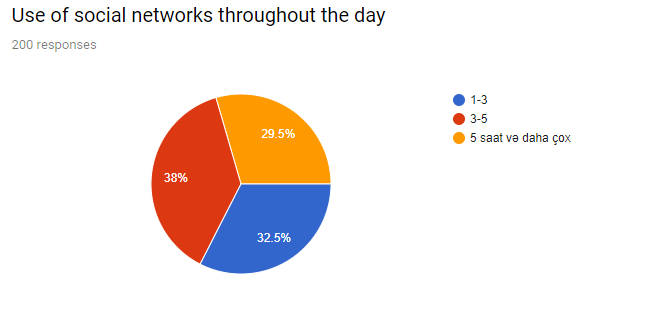 Use of social networks throughout the day
200 responses
1-3
3-5
5 saat və daha çox
29.5%
38%
32.5%